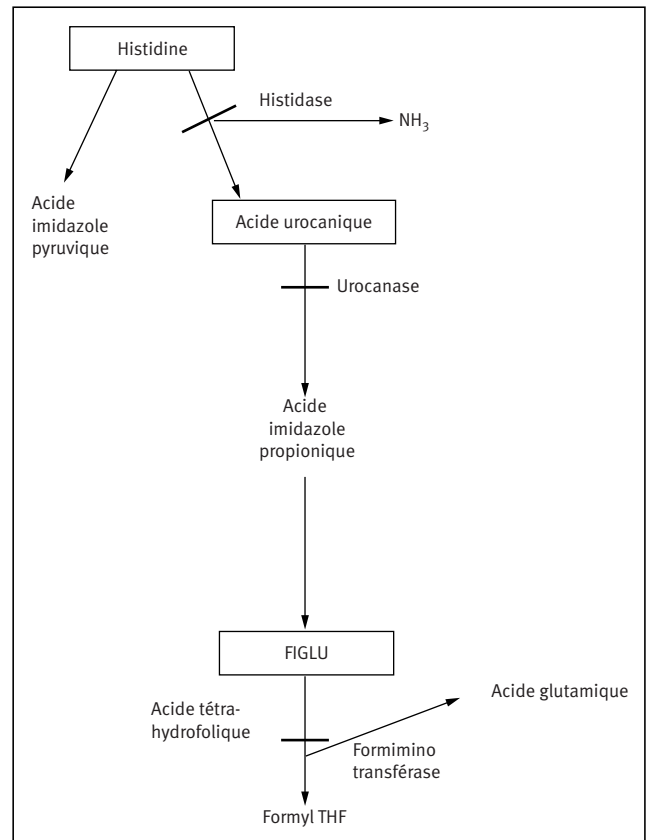 Histidine
Histidase
NH₃
Acide
imidazole
pyruvique
Acide urocanique
Urocanase
Acide
imidazole
propionique
FIGLU
Acide tétra-
hydrofolique
Acide glutamique
Formimino
transférase
Formyl THF